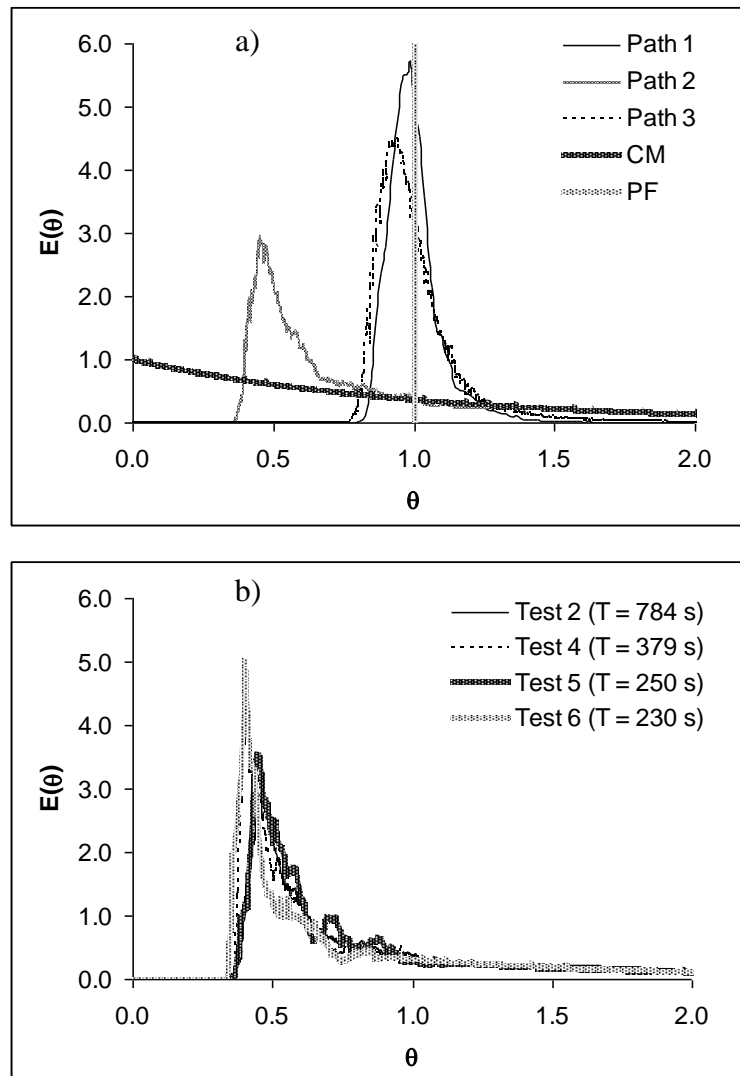 a)
6.0
5.0
4.0
3.0
2.0
1.0
0.0
E(θ)
Path 1
Path 2
Path 3
CM
PF
0.0 0.5 1.0 1.5 2.0
θ
b)
6.0
5.0
4.0
3.0
2.0
1.0
0.0
E(θ)
Test 2 (T = 784 s)
Test 4 (T = 379 s)
Test 5 (T = 250 s)
Test 6 (T = 230 s)
0.0 0.5 1.0 1.5 2.0
θ